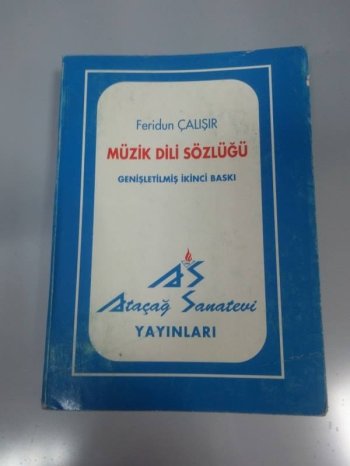 Feridun ÇALIŞIR
MÜZİK DİLİ SÖZLÜĞÜ
GENİŞLETİLMİŞ İKİNCİ BASKI
AS
Ataçağ Sanatevi
YAYINLARI